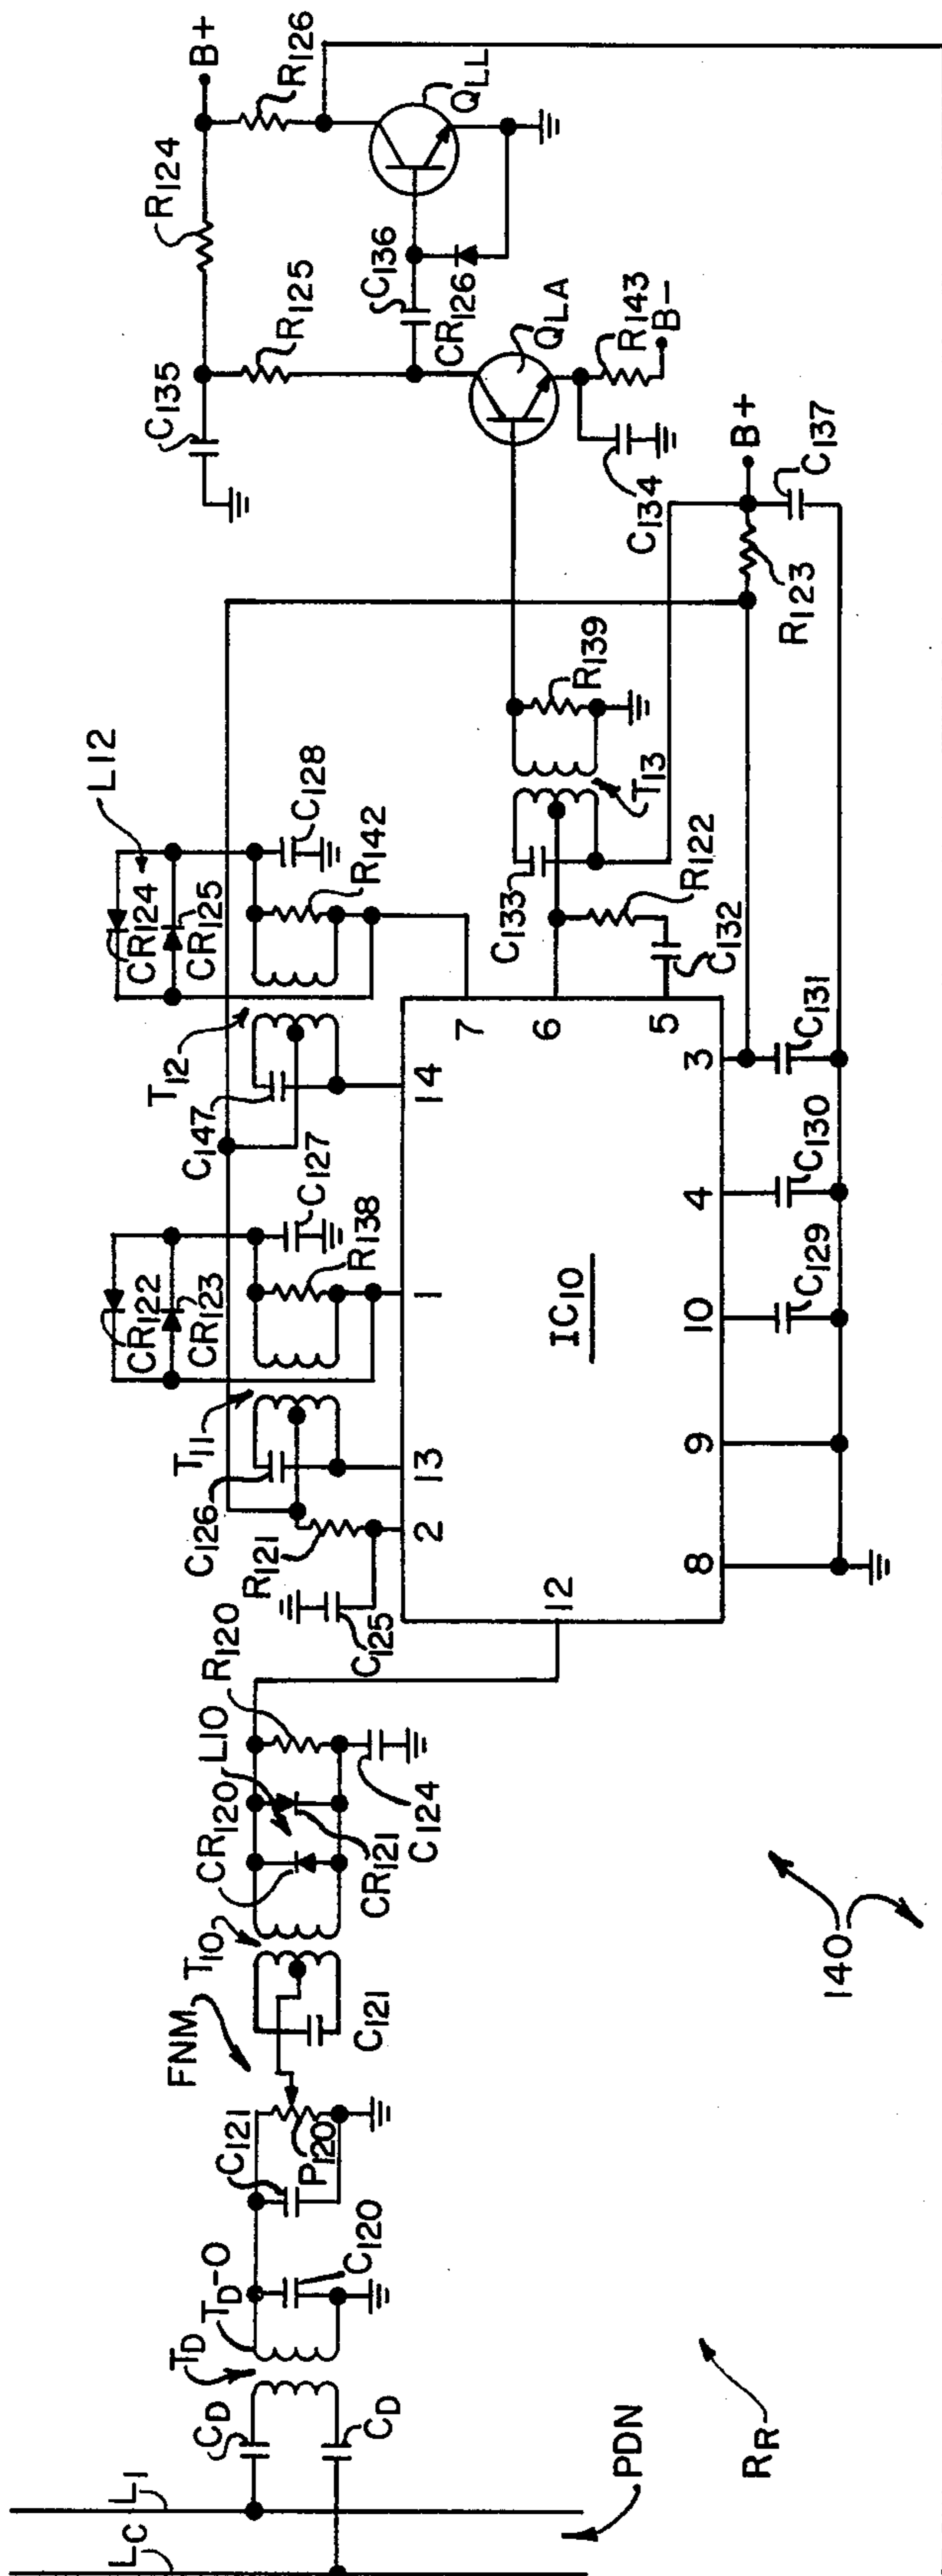 B+
R126
QLL
R124
C136
CR126
R125
C135
QLA
R143
B-
C134
B+
C137
R123
R139
T13
C133
R122
C132
L12
CR124
CR125
C128
R142
T12
C147
7
6
5
14
3
C131
C127
R138
CR122
CR123
T11
C126
R121
C125
1
13
2
12
IC10
4
10
9
8
C130
C129
R120
L10
CR120
CR121
C124
T10
FNM
C121
C121
P120
C120
TD-O
TD
CD
CD
L1
LC
PDN
RR
140